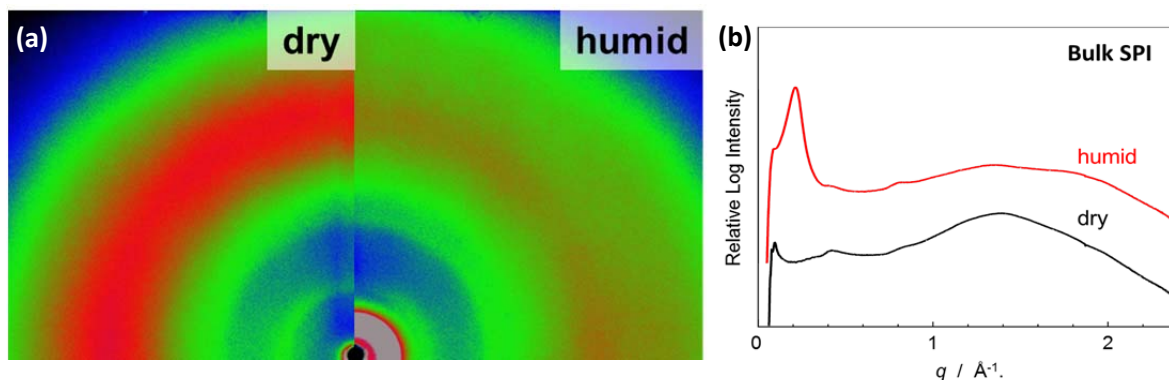 (a)
dry
humid
(b)
Bulk SPI
Relative Log Intensity
humid
dry
0
1
2
q / Å⁻¹.